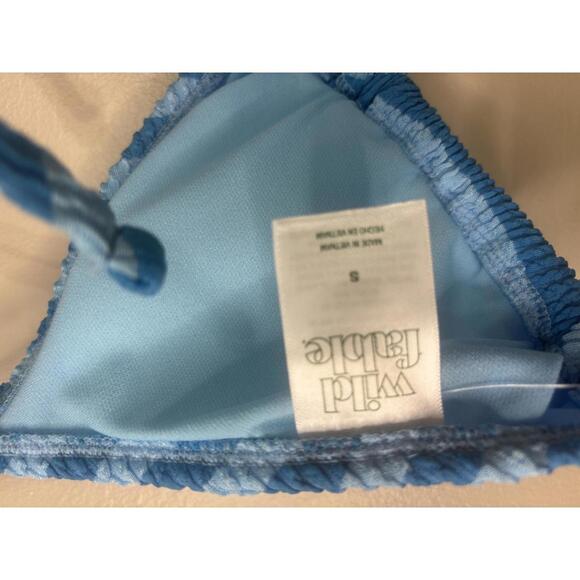 wild
fable.
S
MADE IN VIETNAM
HECHO EN VIETNAM